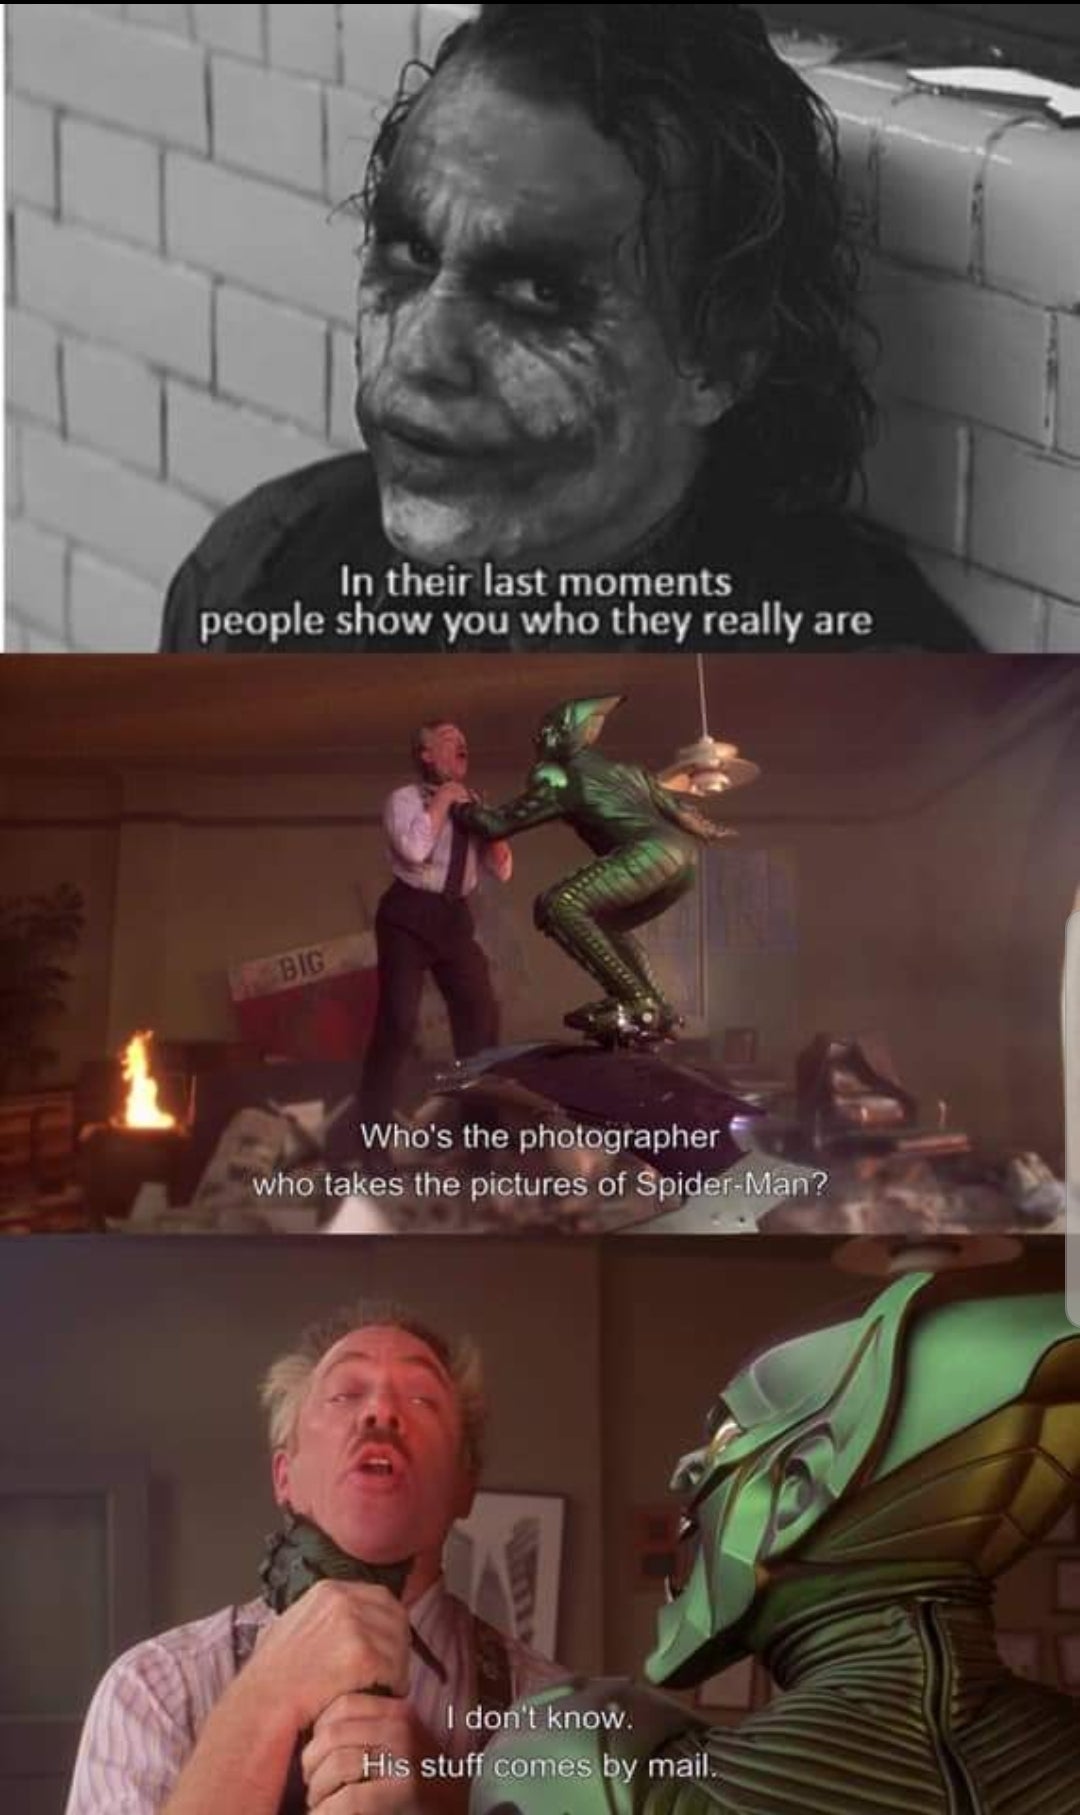 In their last moments
people show you who they really are
BIG
Who's the photographer
who takes the pictures of Spider-Man?
I don't know.
His stuff comes by mail.